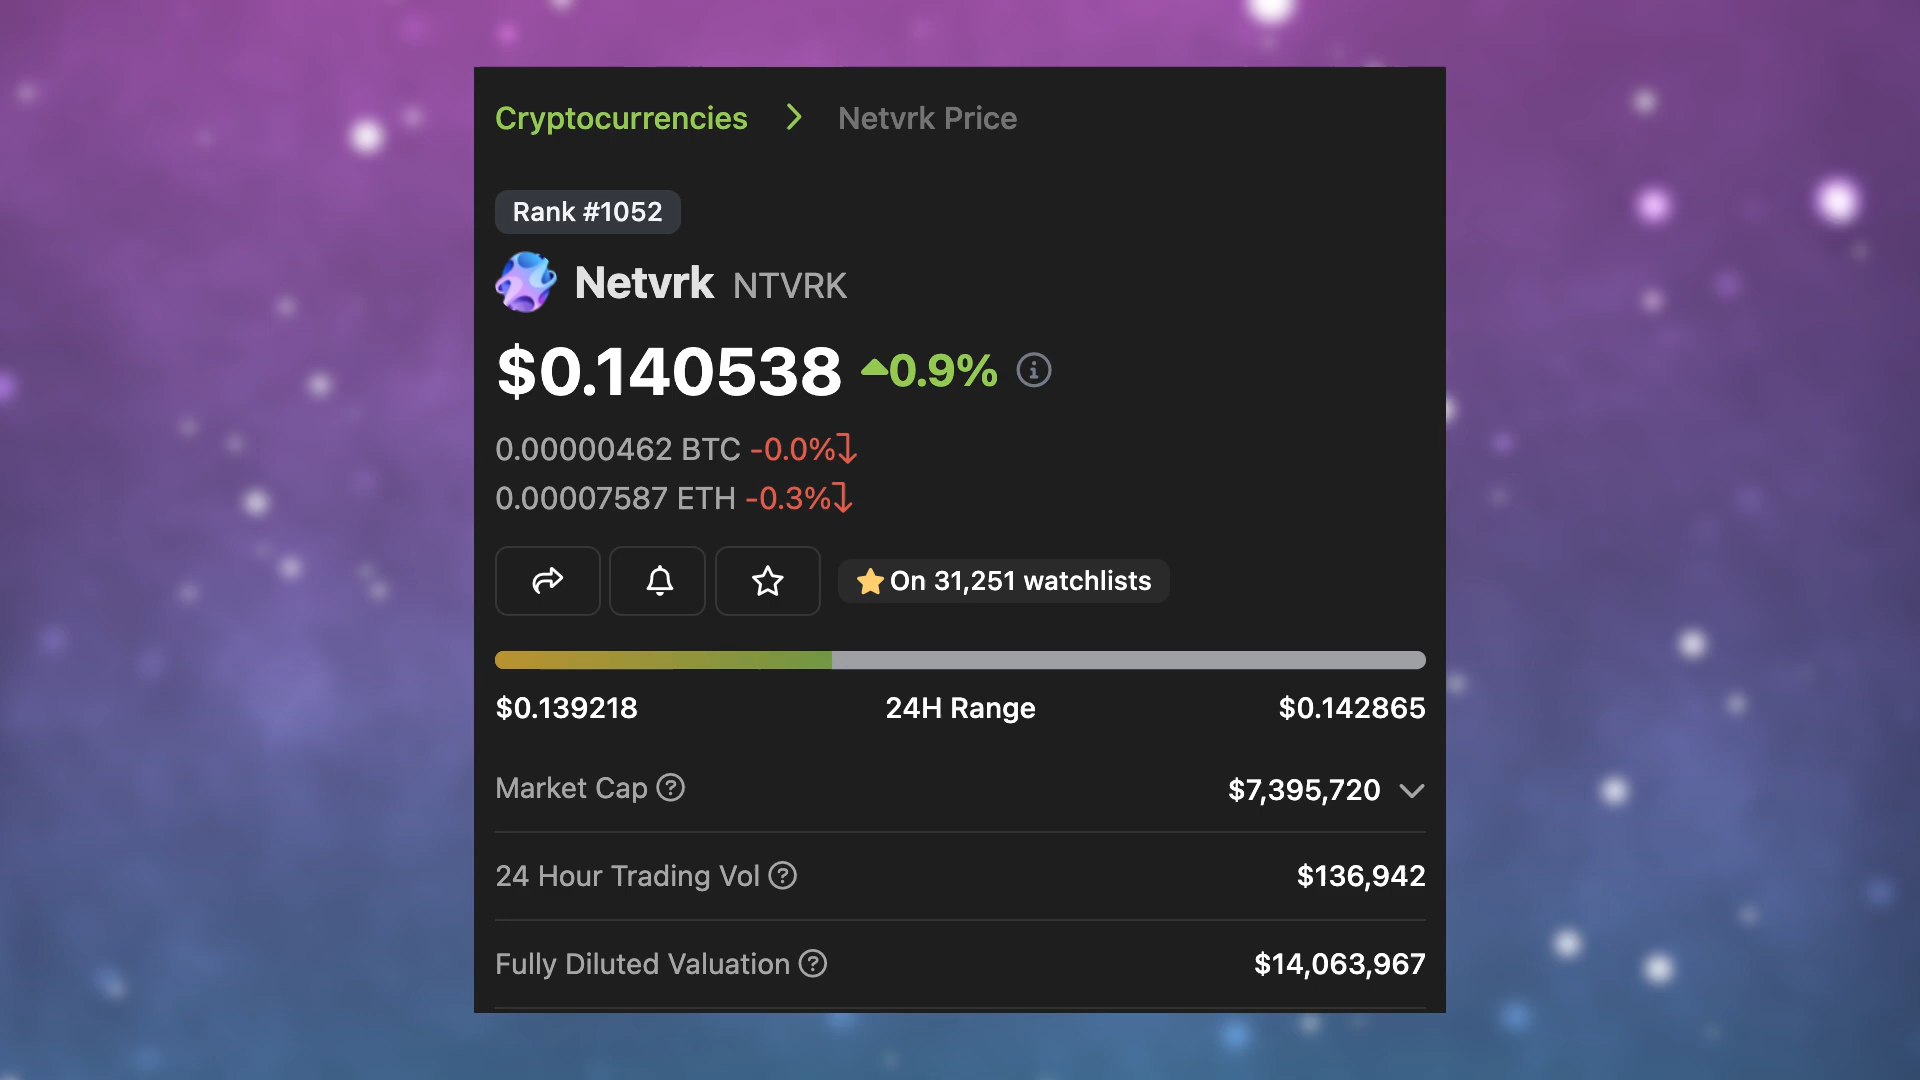 Cryptocurrencies > Netvrk Price
Rank #1052
Netvrk NTVRK
$0.140538 0.9%
0.00000462 BTC -0.0%
0.00007587 ETH -0.3%
On 31,251 watchlists
$0.139218 24H Range $0.142865
Market Cap $7,395,720
24 Hour Trading Vol $136,942
Fully Diluted Valuation $14,063,967